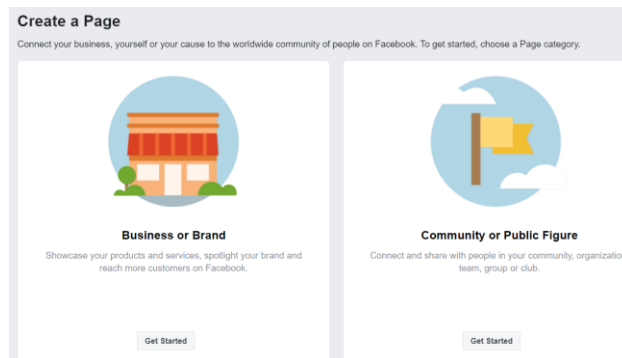 Create a Page
Connect your business, yourself or your cause to the worldwide community of people on Facebook. To get started, choose a Page category.
Business or Brand
Showcase your products and services, spotlight your brand and
reach more customers on Facebook.
Get Started
Community or Public Figure
Connect and share with people in your community, organizatio
team, group or club.
Get Started